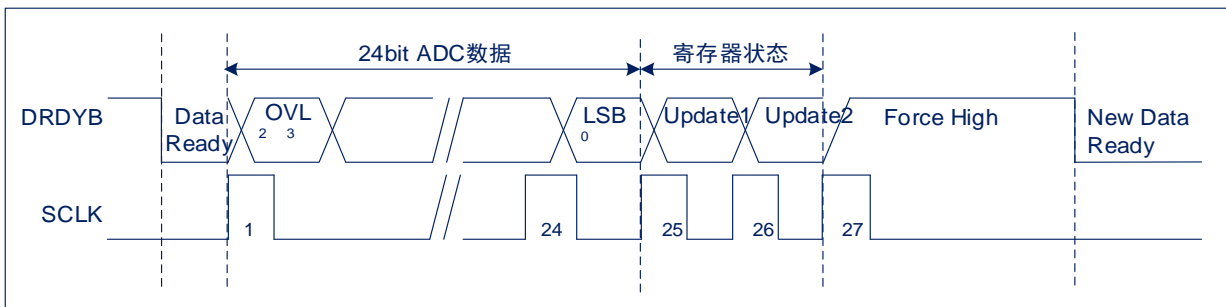 24bit ADC数据
寄存器状态
DRDYB
Data
Ready
OVL
2 3
LSB
0
Update1
Update2
Force High
New Data
Ready
SCLK
1
24
25
26
27